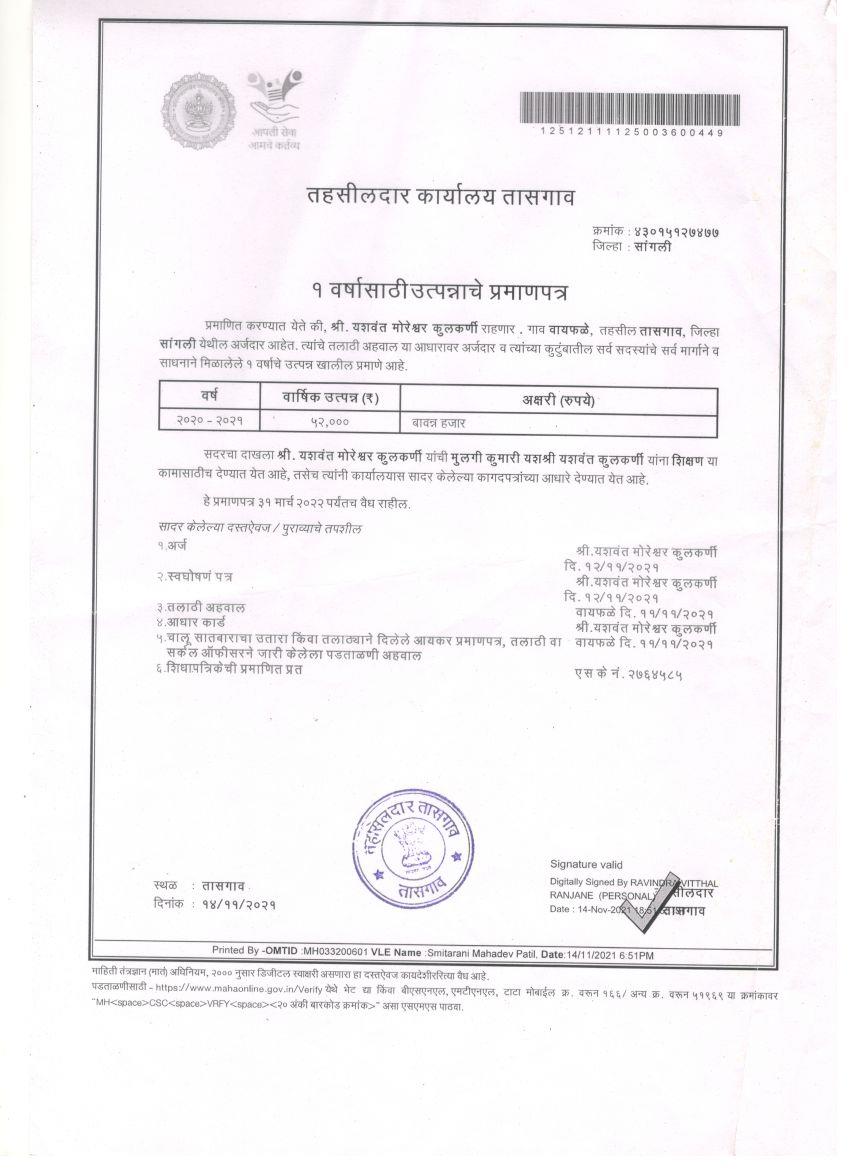 आपली सेवा
आमचे कर्तव्य
12512111125003600449
तहसीलदार कार्यालय तासगाव
क्रमांक : ४३०१५१२७४७७
जिल्हा : सांगली
१ वर्षासाठी उत्पन्नाचे प्रमाणपत्र
प्रमाणित करण्यात येते की, श्री. यशवंत मोरेश्वर कुलकर्णी राहणार . गाव वायफळे, तहसील तासगाव, जिल्हा
सांगली येथील अर्जदार आहेत. त्यांचे तलाठी अहवाल या आधारावर अर्जदार व त्यांच्या कुटुंबातील सर्व सदस्यांचे सर्व मार्गाने व
साधनाने मिळालेले १ वर्षाचे उत्पन्न खालील प्रमाणे आहे.
वर्ष वार्षिक उत्पन्न (₹) अक्षरी (रुपये)
२०२० - २०२१ ५२,००० बावन्न हजार
सदरचा दाखला श्री. यशवंत मोरेश्वर कुलकर्णी यांची मुलगी कुमारी यशश्री यशवंत कुलकर्णी यांना शिक्षण या
कामासाठीच देण्यात येत आहे, तसेच त्यांनी कार्यालयास सादर केलेल्या कागदपत्रांच्या आधारे देण्यात येत आहे.
हे प्रमाणपत्र ३१ मार्च २०२२ पर्यंतच वैध राहील.
सादर केलेल्या दस्तऐवज / पुराव्याचे तपशील
१.अर्ज श्री.यशवंत मोरेश्वर कुलकर्णी
दि. १२/११/२०२१
२.स्वघोषणं पत्र श्री.यशवंत मोरेश्वर कुलकर्णी
दि. १२/११/२०२१
३.तलाठी अहवाल वायफळे दि. ११/११/२०२१
४.आधार कार्ड श्री.यशवंत मोरेश्वर कुलकर्णी
५.चालू सातबाराचा उतारा किंवा तलाठ्याने दिलेले आयकर प्रमाणपत्र, तलाठी वा वायफळे दि. ११/११/२०२१
सर्कल ऑफीसरने जारी केलेला पडताळणी अहवाल
६.शिधापत्रिकेची प्रमाणित प्रत एस के नं. २७६४५८५
तहसिलदार तासगाव
तासगाव
Signature valid
Digitally Signed By RAVINDRA VITTHAL
RANJANE (PERSONAL)
Date : 14-Nov-2021 18:51
तहसीलदार
तासगाव
स्थळ : तासगाव
दिनांक : १४/११/२०२१
Printed By -OMTID :MH033200601 VLE Name :Smitarani Mahadev Patil, Date:14/11/2021 6:51PM
माहिती तंत्रज्ञान (मातं) अधिनियम, २००० नुसार डिजीटल स्वाक्षरी असणारा हा दस्तऐवज कायदेशीररित्या वैध आहे.
पडताळणीसाठी - https://www.mahaonline.gov.in/Verify येथे भेट द्या किंवा बीएसएनएल, एमटीएनएल, टाटा मोबाईल क्र. वरून १६६/ अन्य क्र. वरून ५१९६९ या क्रमांकावर
"MH<space>CSC<space>VRFY<space><२० अंकी बारकोड क्रमांक>" असा एसएमएस पाठवा.